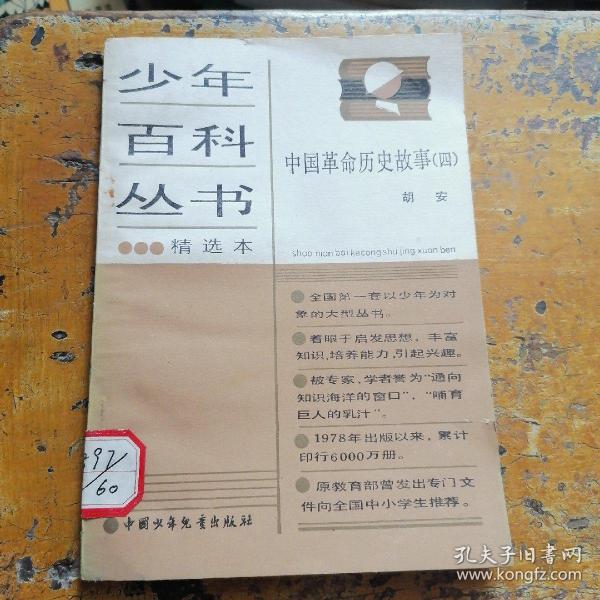 少年
百科
丛书
精选本
中国革命历史故事(四)
胡安
shao nian bai ke cong shu jing xuan ben
全国第一套以少年为对
象的大型丛书。
着眼于启发思想，丰富
知识,培养能力,引起兴趣。
被专家、学者誉为“通向
知识海洋的窗口”，“哺育
巨人的乳汁”。
1978年出版以来，累计
印行6000万册。
原教育部曾发出专门文
件向全国中小学生推荐。
中国少年儿童出版社
297/
/60
孔夫子旧书网
www.kongfz.com